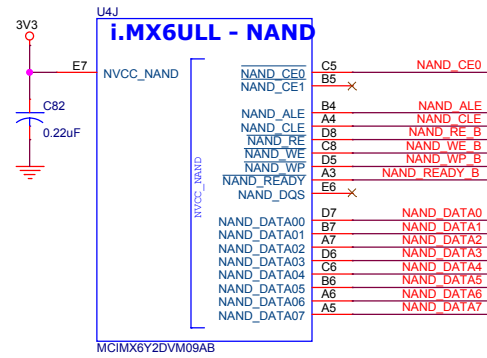 U4J
i.MX6ULL - NAND
3V3
E7
NVCC_NAND
C82
0.22uF
NVCC_NAND
NAND_CE0 C5 NAND_CE0
NAND_CE1 B5
NAND_ALE B4 NAND_ALE
NAND_CLE A4 NAND_CLE
NAND_RE D8 NAND_RE_B
NAND_WE C8 NAND_WE_B
NAND_WP D5 NAND_WP_B
NAND_READY A3 NAND_READY_B
NAND_DQS E6
NAND_DATA00 D7 NAND_DATA0
NAND_DATA01 B7 NAND_DATA1
NAND_DATA02 A7 NAND_DATA2
NAND_DATA03 D6 NAND_DATA3
NAND_DATA04 C6 NAND_DATA4
NAND_DATA05 B6 NAND_DATA5
NAND_DATA06 A6 NAND_DATA6
NAND_DATA07 A5 NAND_DATA7
MCIMX6Y2DVM09AB